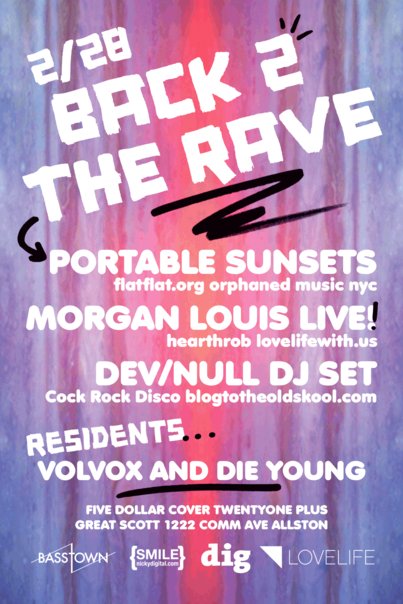 2/28
BACK 2
THE RAVE
PORTABLE SUNSETS
flatflat.org orphaned music nyc
MORGAN LOUIS LIVE!
hearthrob lovelifewith.us
DEV/NULL DJ SET
Cock Rock Disco blogtotheoldskool.com
RESIDENTS...
VOLVOX AND DIE YOUNG
FIVE DOLLAR COVER TWENTYONE PLUS
GREAT SCOTT 1222 COMM AVE ALLSTON
BASSTOWN {SMILE} dig LOVELIFE
nickydigital.com